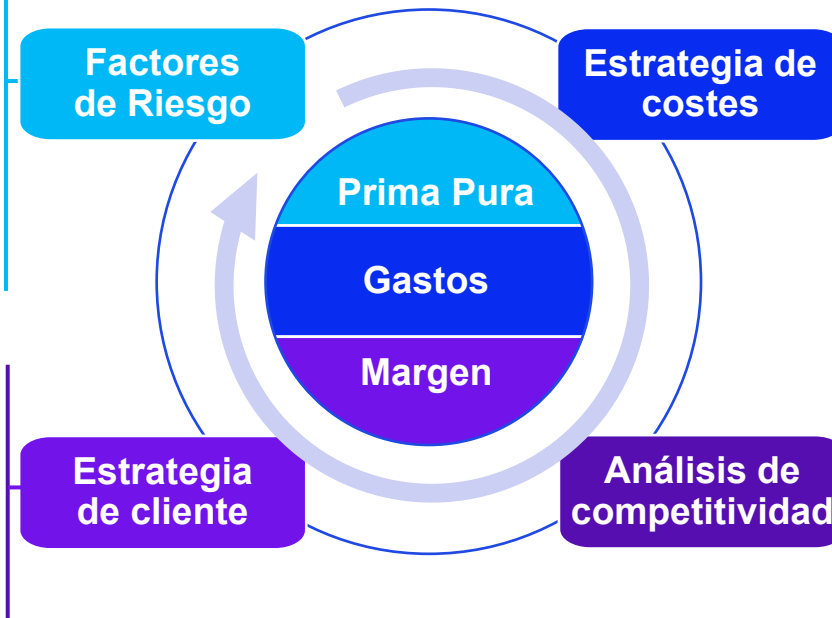 Factores
de Riesgo
Estrategia de
costes
Prima Pura
Gastos
Margen
Estrategia
de cliente
Análisis de
competitividad